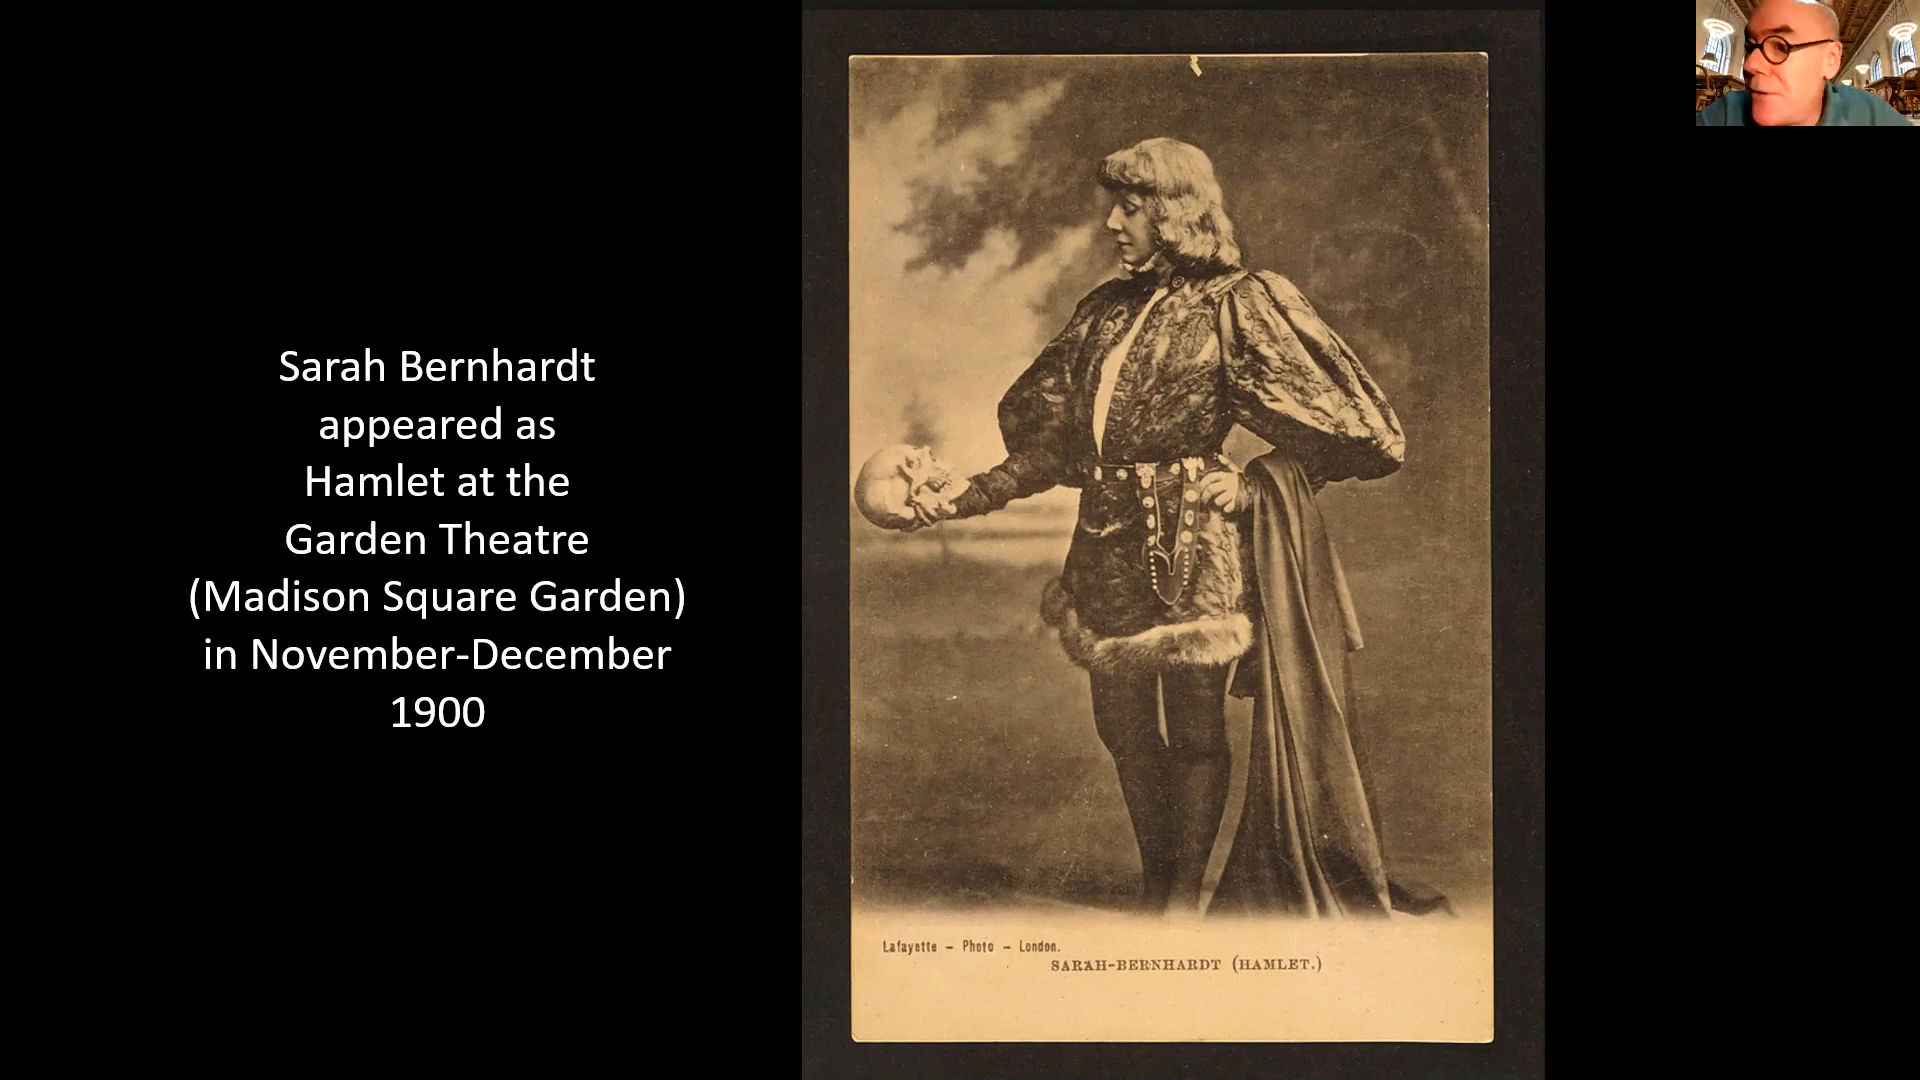 Sarah Bernhardt
appeared as
Hamlet at the
Garden Theatre
(Madison Square Garden)
in November-December
1900
Lafayette – Photo – London.
SARAH-BERNHARDT (HAMLET.)